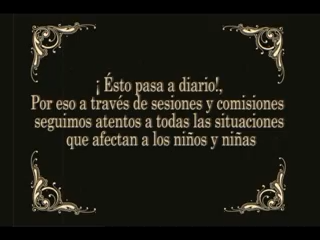 ¡ Ésto pasa a diario!,
Por eso a través de sesiones y comisiones
seguimos atentos a todas las situaciones
que afectan a los niños y niñas